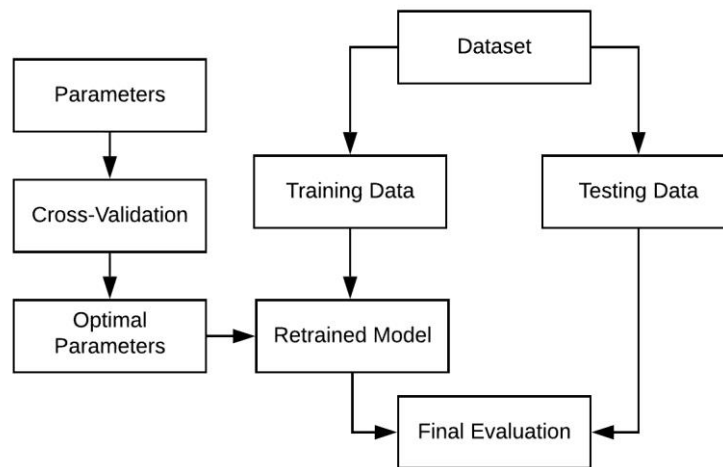 Dataset
Parameters
Training Data
Testing Data
Cross-Validation
Optimal
Parameters
Retrained Model
Final Evaluation